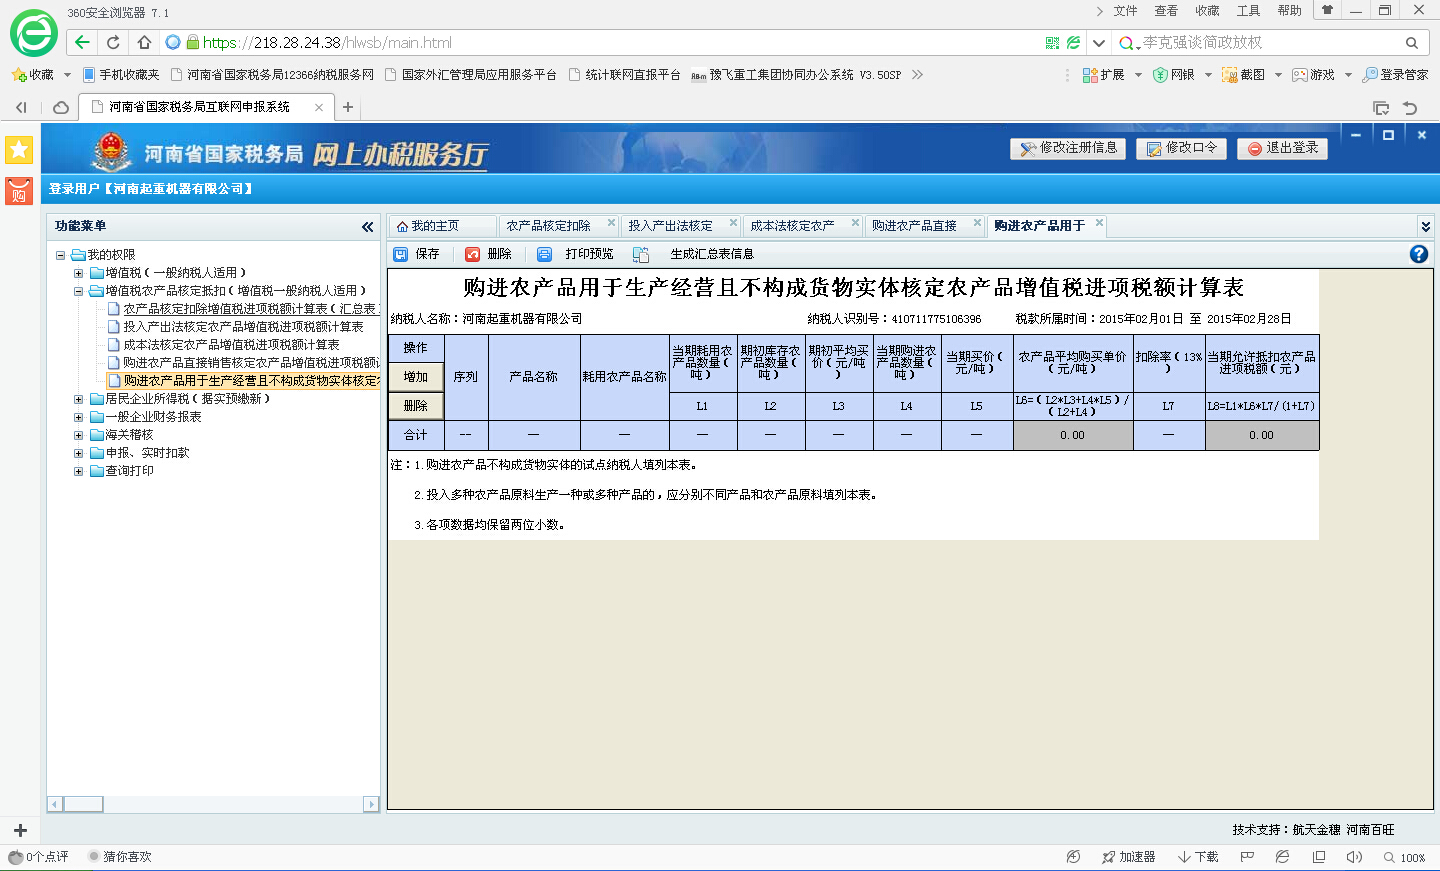 360安全浏览器 7.1
文件 查看 收藏 工具 帮助
https://218.28.24.38/hlwsb/main.html
李克强谈简政放权
收藏 手机收藏夹 河南省国家税务局12366纳税服务网 国家外汇管理局应用服务平台 统计联网直报平台 豫飞重工集团协同办公系统 V3.50SP
扩展 网银 截图 游戏 登录管家
河南省国家税务局互联网申报系统
购
河南省国家税务局 网上办税服务厅
修改注册信息 修改口令 退出登录
登录用户【河南起重机器有限公司】
功能菜单
我的权限
增值税(一般纳税人适用)
增值税农产品核定抵扣(增值税一般纳税人适用)
农产品核定扣除增值税进项税额计算表(汇总表)
投入产出法核定农产品增值税进项税额计算表
成本法核定农产品增值税进项税额计算表
购进农产品直接销售核定农产品增值税进项税额
购进农产品用于生产经营且不构成货物实体核定
居民企业所得税(据实预缴新)
一般企业财务报表
海关稽核
申报、实时扣款
查询打印
我的主页 农产品核定扣除 投入产出法核定 成本法核定农产 购进农产品直接 购进农产品用于
保存 删除 打印预览 生成汇总表信息
购进农产品用于生产经营且不构成货物实体核定农产品增值税进项税额计算表
纳税人名称：河南起重机器有限公司 纳税人识别号：410711775106396 税款所属时间：2015年02月01日 至 2015年02月28日
操作 增加 删除
序列 产品名称 耗用农产品名称
当期耗用农产品数量(吨) 期初库存农产品数量(吨) 期初平均买价(元/吨) 当期购进农产品数量(吨) 当期买价(元/吨) 农产品平均购买单价(元/吨) 扣除率(13%) 当期允许抵扣农产品进项税额(元)
L1 L2 L3 L4 L5 L6=(L2*L3+L4*L5)/(L2+L4) L7 L8=L1*L6*L7/(1+L7)
合计 -- — — — — — — — 0.00 — 0.00
注：1.购进农产品不构成货物实体的试点纳税人填列本表。
2.投入多种农产品原料生产一种或多种产品的，应分别不同产品和农产品原料填列本表。
3.各项数据均保留两位小数。
技术支持：航天金穗 河南百旺
0个点评 猜你喜欢
加速器 下载 100%